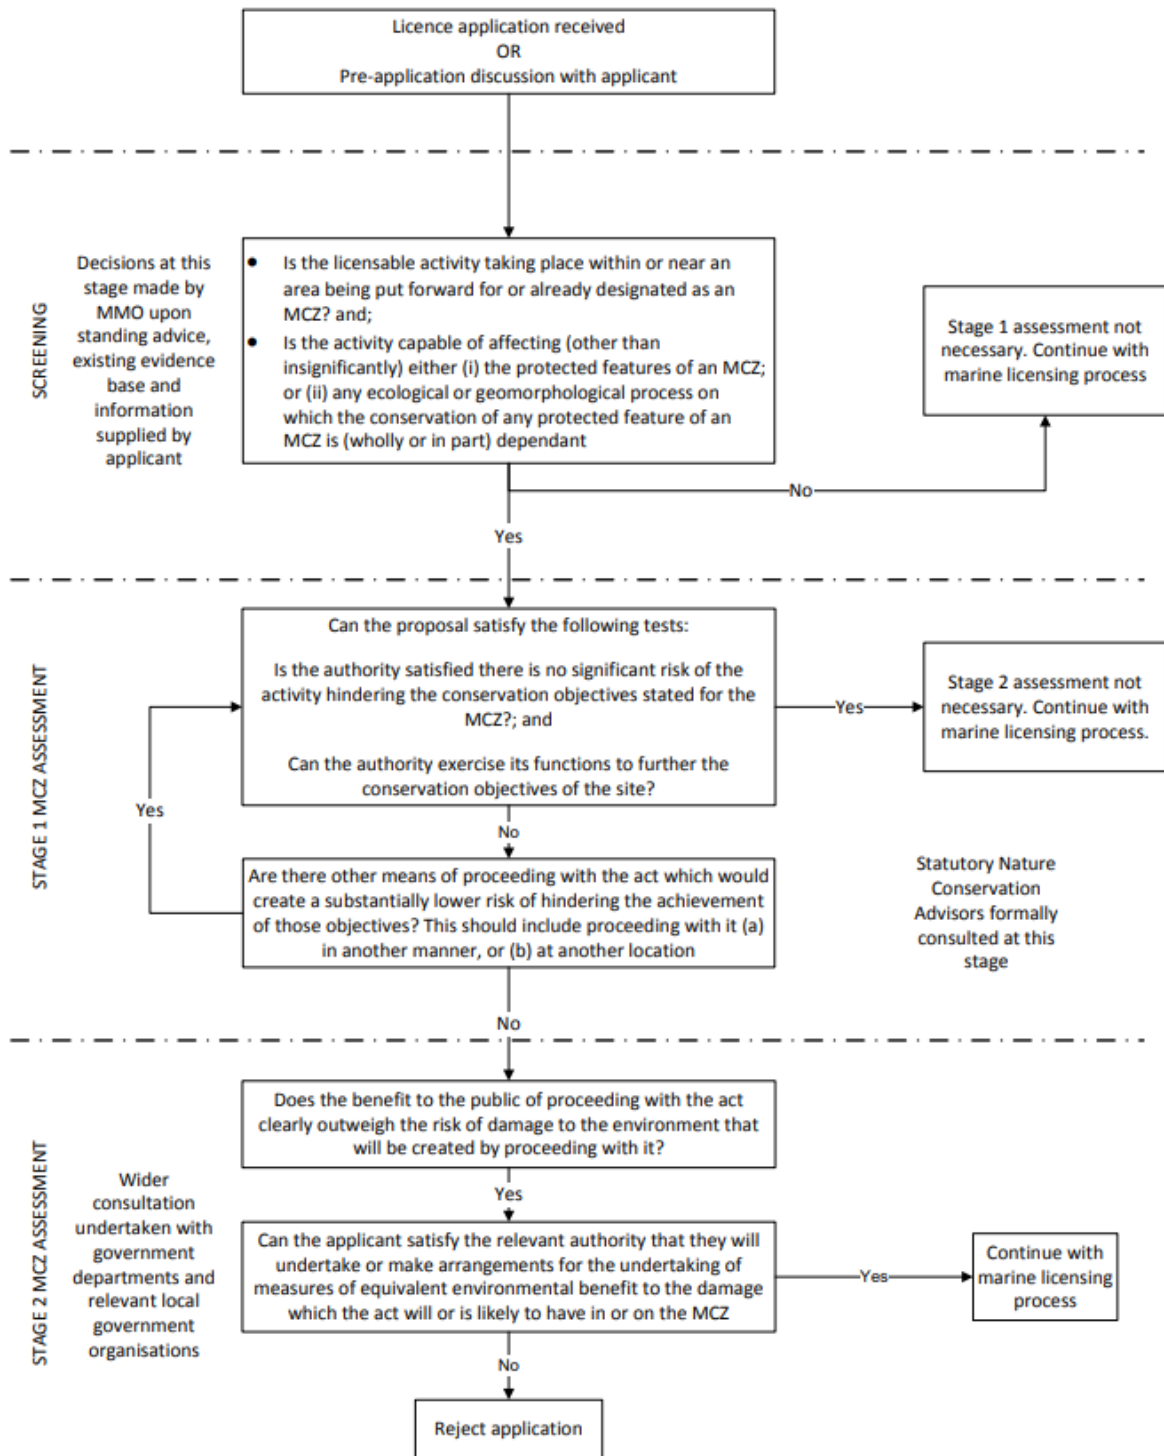 Licence application received
OR
Pre-application discussion with applicant
SCREENING
Decisions at this
stage made by
MMO upon
standing advice,
existing evidence
base and
information
supplied by
applicant
● Is the licensable activity taking place within or near an
area being put forward for or already designated as an
MCZ? and;
● Is the activity capable of affecting (other than
insignificantly) either (i) the protected features of an MCZ;
or (ii) any ecological or geomorphological process on
which the conservation of any protected feature of an
MCZ is (wholly or in part) dependant
Stage 1 assessment not
necessary. Continue with
marine licensing process
No
Yes
STAGE 1 MCZ ASSESSMENT
Can the proposal satisfy the following tests:
Is the authority satisfied there is no significant risk of the
activity hindering the conservation objectives stated for the
MCZ?; and
Can the authority exercise its functions to further the
conservation objectives of the site?
Yes
Stage 2 assessment not
necessary. Continue with
marine licensing process.
Yes
No
Are there other means of proceeding with the act which would
create a substantially lower risk of hindering the achievement
of those objectives? This should include proceeding with it (a)
in another manner, or (b) at another location
Statutory Nature
Conservation
Advisors formally
consulted at this
stage
No
STAGE 2 MCZ ASSESSMENT
Wider
consultation
undertaken with
government
departments and
relevant local
government
organisations
Does the benefit to the public of proceeding with the act
clearly outweigh the risk of damage to the environment that
will be created by proceeding with it?
Yes
Can the applicant satisfy the relevant authority that they will
undertake or make arrangements for the undertaking of
measures of equivalent environmental benefit to the damage
which the act will or is likely to have in or on the MCZ
Yes
Continue with
marine licensing
process
No
Reject application